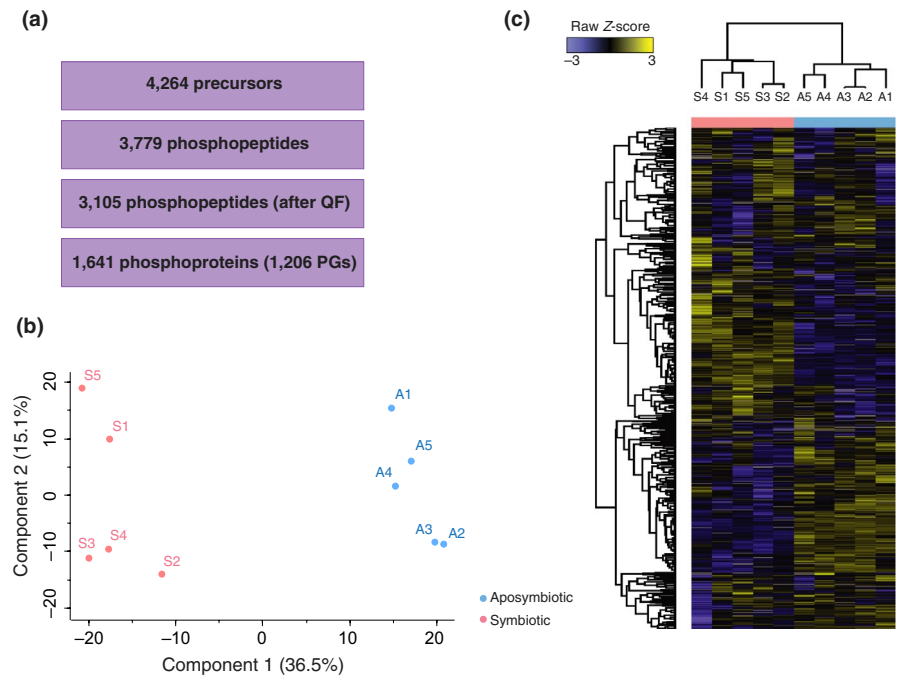 (a)
4,264 precursors
3,779 phosphopeptides
3,105 phosphopeptides (after QF)
1,641 phosphoproteins (1,206 PGs)
(b)
Component 2 (15.1%)
20
10
0
−10
−20
S5
S1
S4
S3
S2
A1
A5
A4
A3
A2
−20 −10 0 10 20
Component 1 (36.5%)
Aposymbiotic
Symbiotic
(c)
Raw Z-score
−3 3
S4 S1 S5 S3 S2 A5 A4 A3 A2 A1